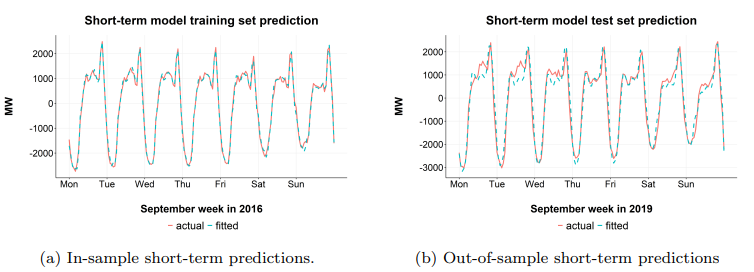 Short-term model training set prediction
MW
2000
1000
0
-1000
-2000
Mon Tue Wed Thu Fri Sat Sun
September week in 2016
– actual – fitted
(a) In-sample short-term predictions.
Short-term model test set prediction
MW
2000
1000
0
-1000
-2000
-3000
Mon Tue Wed Thu Fri Sat Sun
September week in 2019
– actual – fitted
(b) Out-of-sample short-term predictions